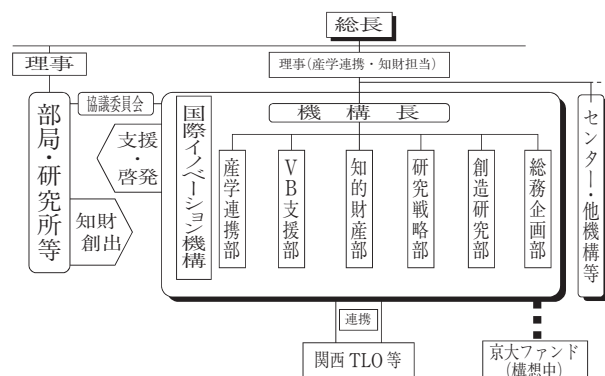 総長
理事
理事(産学連携・知財担当)
協議委員会
部局・研究所等
支援・啓発
知財創出
国際イノベーション機構
機構長
産学連携部
VB支援部
知的財産部
研究戦略部
創造研究部
総務企画部
センター・他機構等
連携
関西 TLO 等
京大ファンド
(構想中)